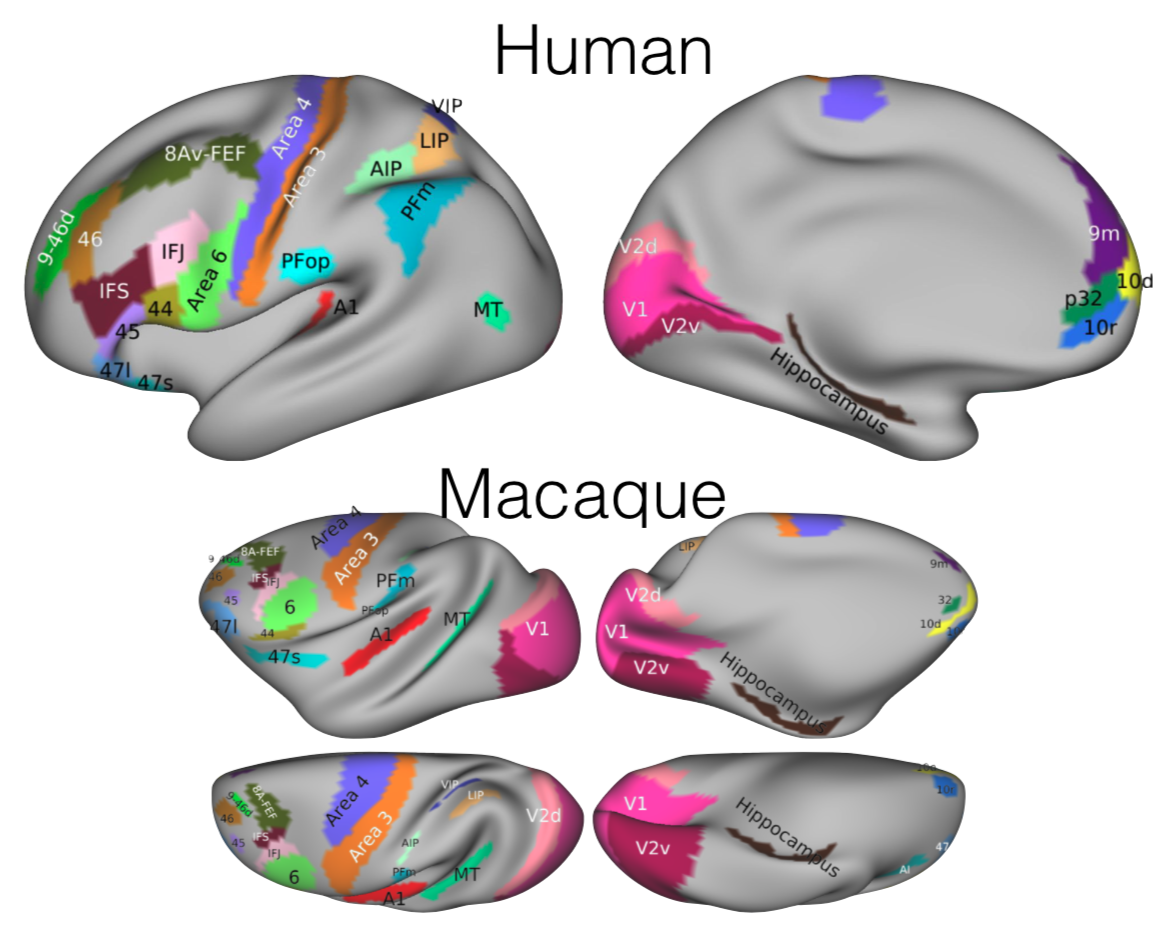 Human
8Av-FEF
Area 4
Area 3
VIP
LIP
AIP
PFm
9-46d
46
IFJ
Area 6
PFop
IFS
44
A1
MT
45
47l
47s
V2d
V1
V2v
Hippocampus
9m
10d
p32
10r
Macaque
Area 4
Area 3
9 46d
8A-FEF
46
IFS
IFJ
45
6
PFm
PFop
47l
44
A1
MT
V1
47s
LIP
V2d
V1
V2v
Hippocampus
9m
32
10d
9-46d
8A-FEF
46
45
IFS
IFJ
6
Area 4
Area 3
VIP
LIP
AIP
PFm
A1
MT
V2d
V1
V2v
Hippocampus
10r
47
AI